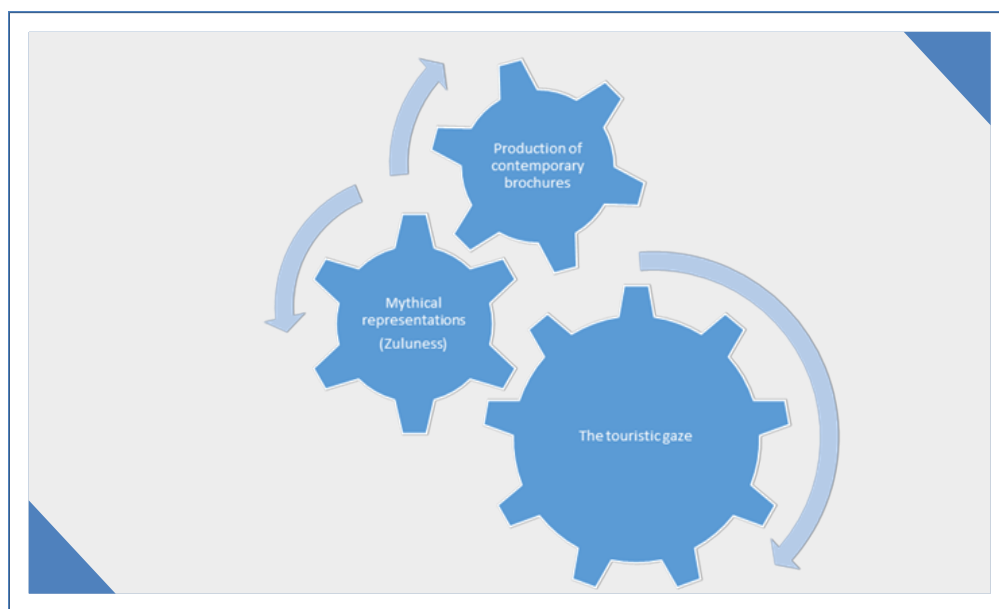 Production of
contemporary
brochures
Mythical
representations
(Zuluness)
The touristic gaze